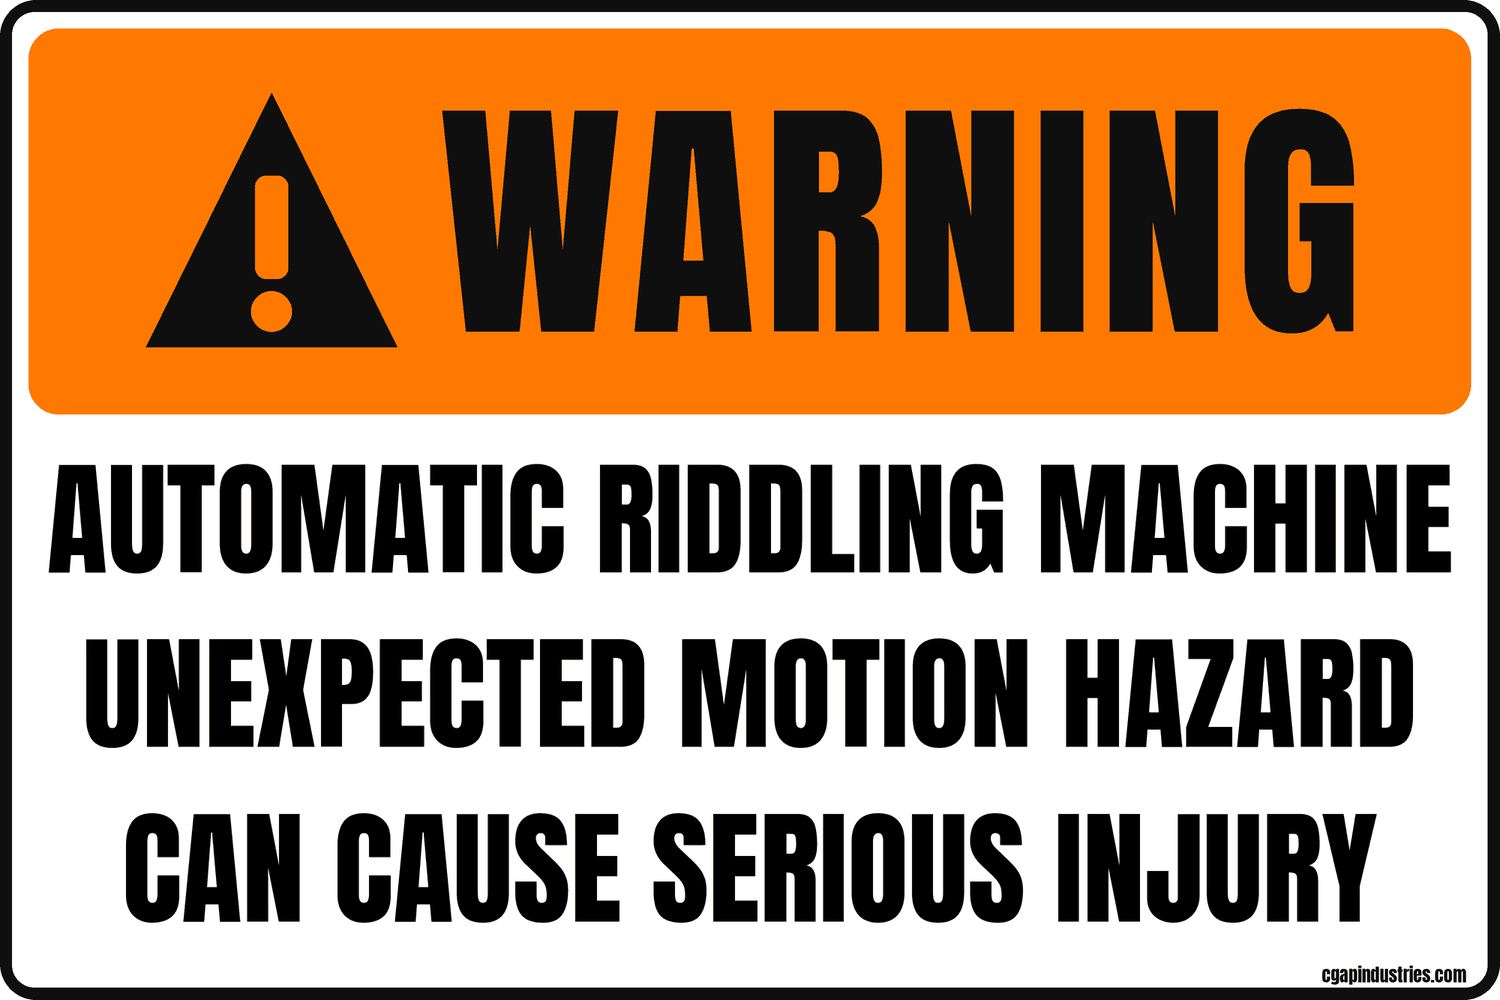 WARNING
AUTOMATIC RIDDLING MACHINE
UNEXPECTED MOTION HAZARD
CAN CAUSE SERIOUS INJURY
cgapindustries.com